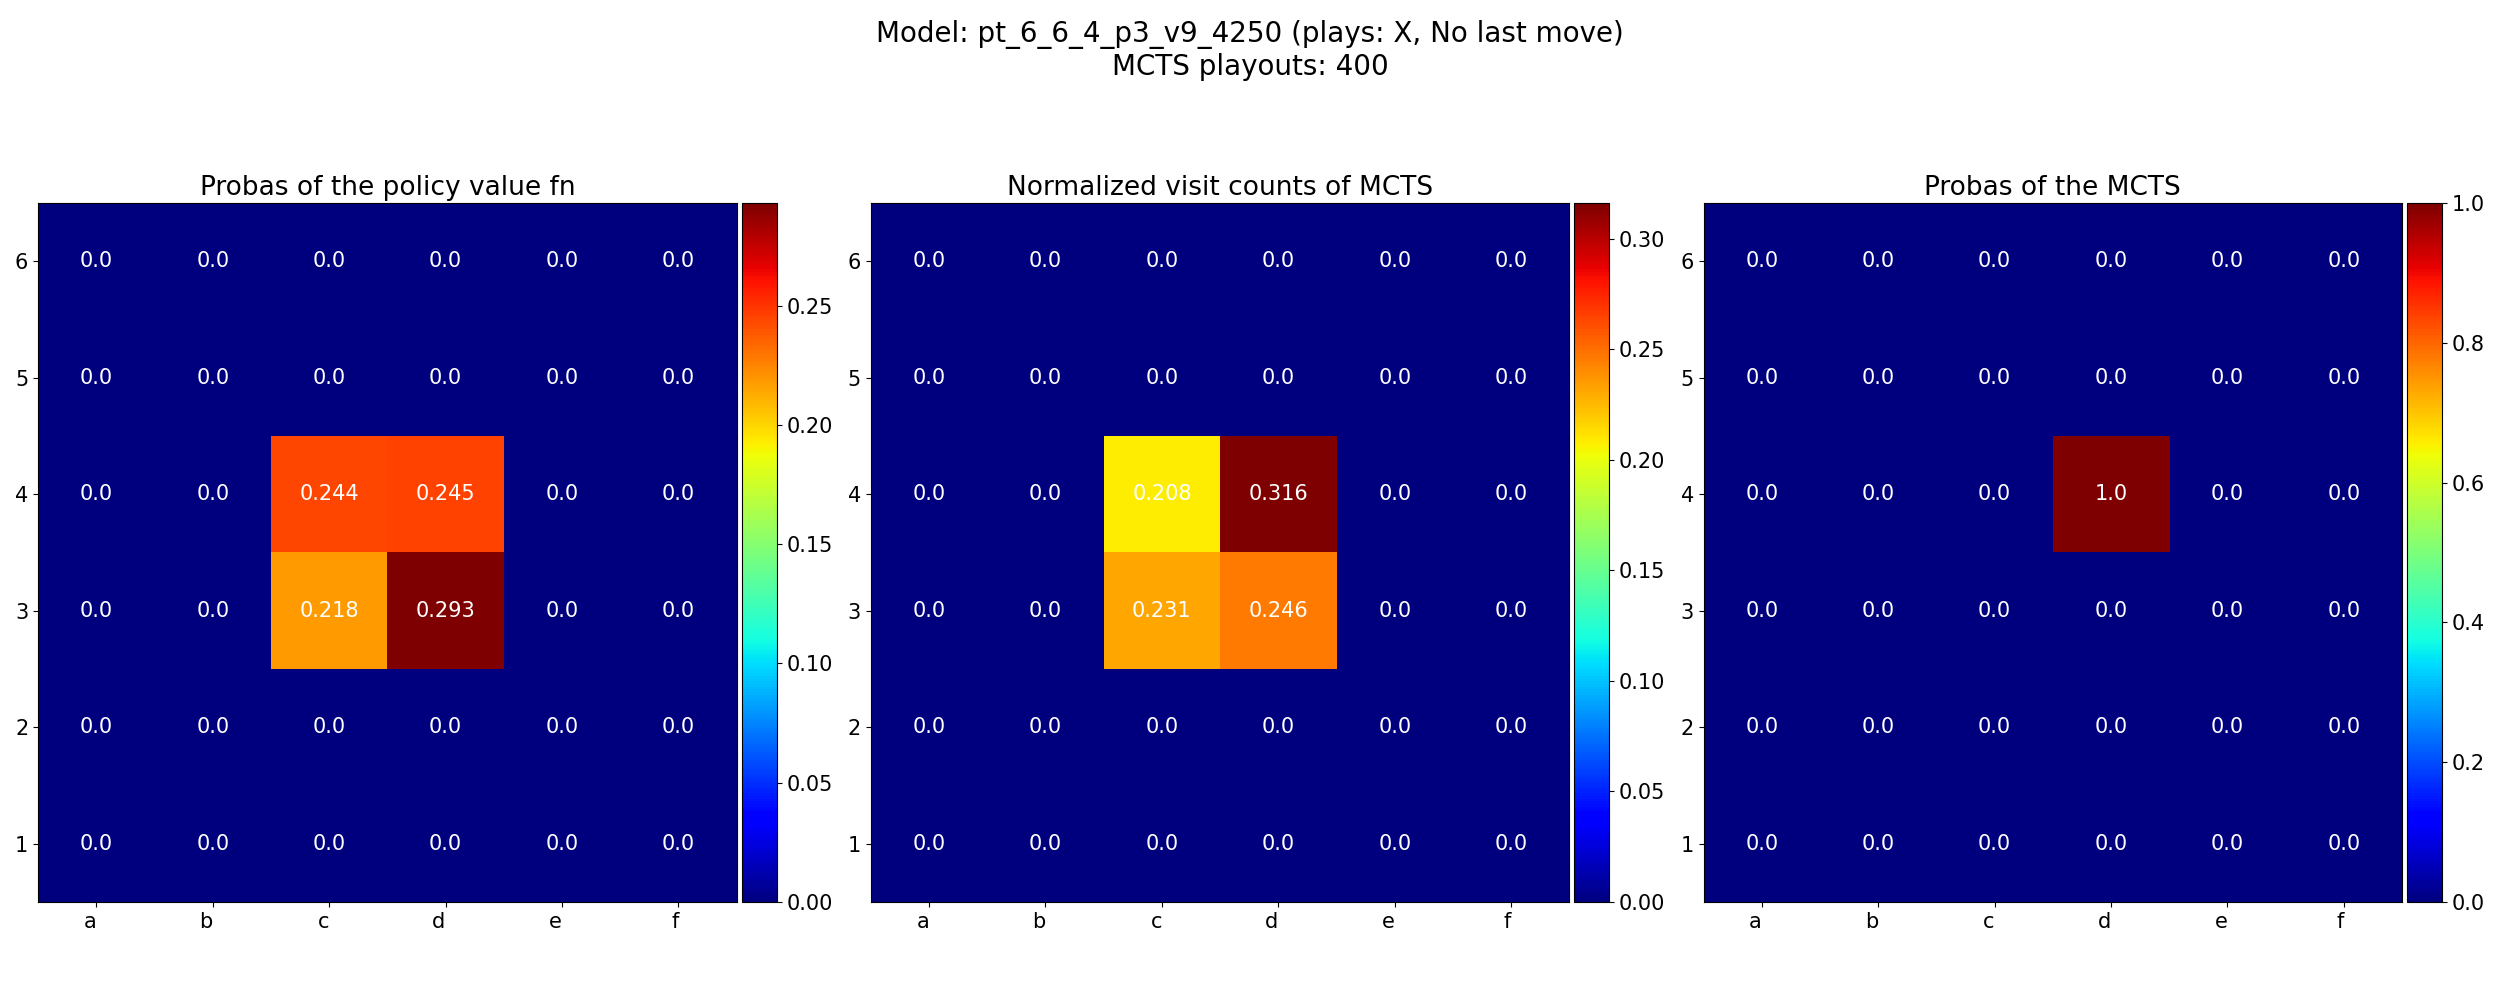 Model: pt_6_6_4_p3_v9_4250 (plays: X, No last move)
MCTS playouts: 400
Probas of the policy value fn
6 0.0 0.0 0.0 0.0 0.0 0.0
5 0.0 0.0 0.0 0.0 0.0 0.0
4 0.0 0.0 0.244 0.245 0.0 0.0
3 0.0 0.0 0.218 0.293 0.0 0.0
2 0.0 0.0 0.0 0.0 0.0 0.0
1 0.0 0.0 0.0 0.0 0.0 0.0
a b c d e f
0.25
0.20
0.15
0.10
0.05
0.00
Normalized visit counts of MCTS
6 0.0 0.0 0.0 0.0 0.0 0.0
5 0.0 0.0 0.0 0.0 0.0 0.0
4 0.0 0.0 0.208 0.316 0.0 0.0
3 0.0 0.0 0.231 0.246 0.0 0.0
2 0.0 0.0 0.0 0.0 0.0 0.0
1 0.0 0.0 0.0 0.0 0.0 0.0
a b c d e f
0.30
0.25
0.20
0.15
0.10
0.05
0.00
Probas of the MCTS
6 0.0 0.0 0.0 0.0 0.0 0.0
5 0.0 0.0 0.0 0.0 0.0 0.0
4 0.0 0.0 0.0 1.0 0.0 0.0
3 0.0 0.0 0.0 0.0 0.0 0.0
2 0.0 0.0 0.0 0.0 0.0 0.0
1 0.0 0.0 0.0 0.0 0.0 0.0
a b c d e f
1.0
0.8
0.6
0.4
0.2
0.0